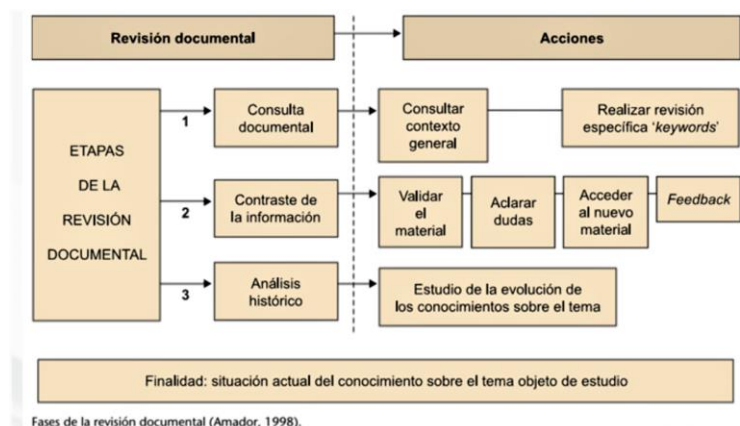 Revisión documental
Acciones
ETAPAS
DE LA
REVISIÓN
DOCUMENTAL
1
Consulta
documental
Consultar
contexto
general
Realizar revisión
específica ‘keywords’
2
Contraste de
la información
Validar
el
material
Aclarar
dudas
Acceder
al nuevo
material
Feedback
3
Análisis
histórico
Estudio de la evolución de
los conocimientos sobre el tema
Finalidad: situación actual del conocimiento sobre el tema objeto de estudio
Fases de la revisión documental (Amador, 1998).